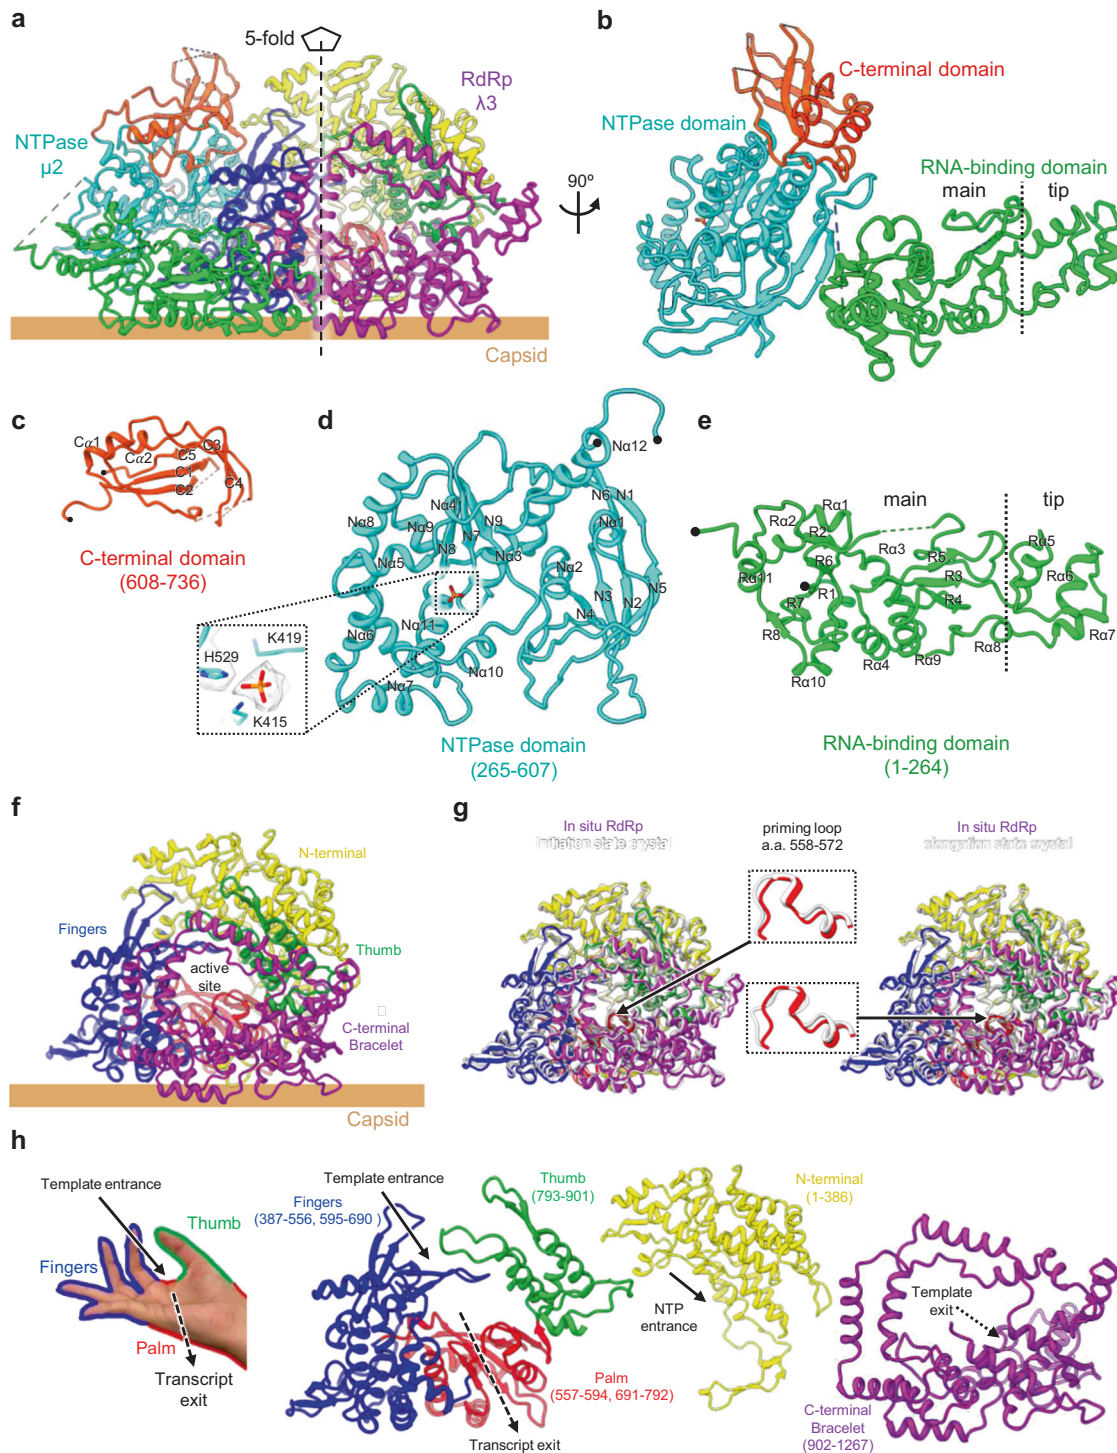 a
5-fold
RdRp
λ3
NTPase
μ2
Capsid
90º
b
C-terminal domain
NTPase domain
RNA-binding domain
main
tip
c
Cα1
Cα2
C5
C3
C1
C2
C4
C-terminal domain
(608-736)
d
Nα12
N6
N1
Nα4
Nα8
Nα9
N9
N7
Nα1
N8
Nα3
Nα5
Nα2
N5
N3
N2
N4
Nα11
Nα6
Nα10
Nα7
K419
H529
K415
NTPase domain
(265-607)
e
main
tip
Rα1
Rα2
R2
Rα3
R5
Rα5
R6
Rα11
R3
Rα6
R1
R7
R4
R8
Rα8
Rα7
Rα4
Rα9
Rα10
RNA-binding domain
(1-264)
f
N-terminal
Fingers
Thumb
active
site
C-terminal
Bracelet
Capsid
g
In situ RdRp
initiation state crystal
priming loop
a.a. 558-572
In situ RdRp
elongation state crystal
h
Template entrance
Thumb
Fingers
Palm
Transcript
exit
Template entrance
Fingers
(387-556, 595-690 )
Thumb
(793-901)
Palm
(557-594, 691-792)
Transcript exit
N-terminal
(1-386)
NTP
entrance
Template
exit
C-terminal
Bracelet
(902-1267)